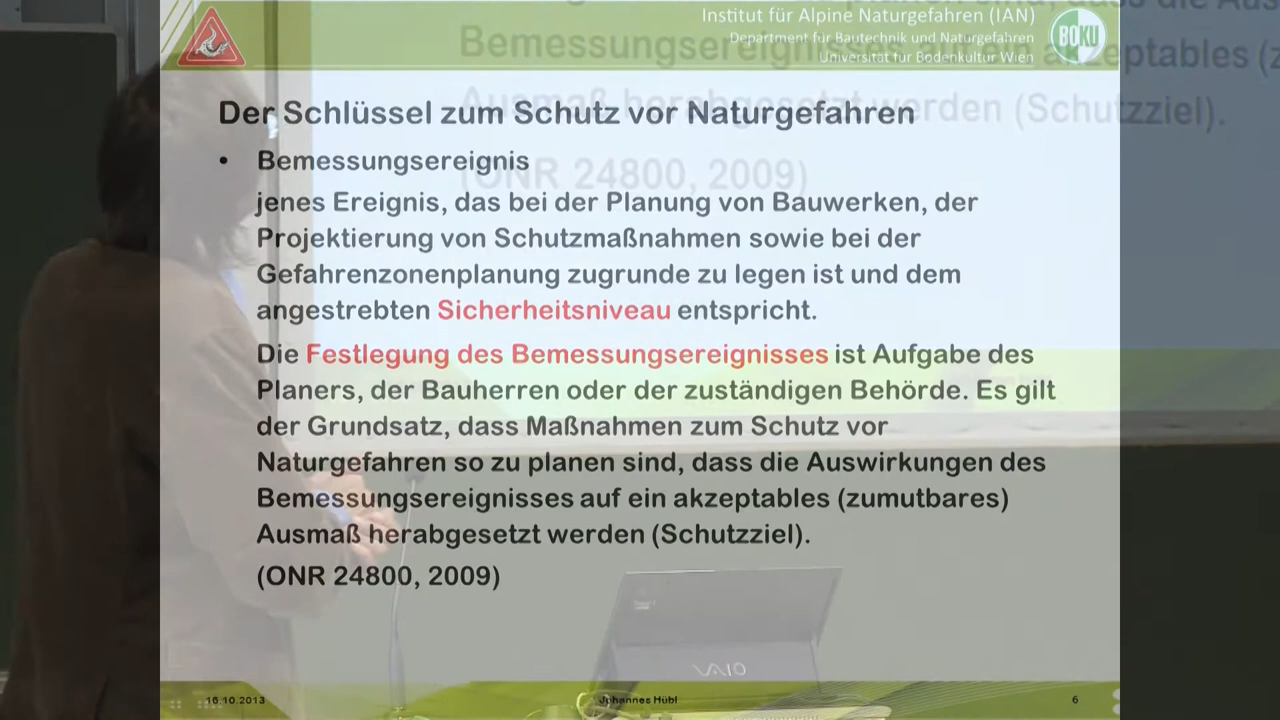 Institut für Alpine Naturgefahren (IAN)
Department für Bautechnik und Naturgefahren
Universität für Bodenkultur Wien
BOKU
Der Schlüssel zum Schutz vor Naturgefahren
• Bemessungsereignis
jenes Ereignis, das bei der Planung von Bauwerken, der
Projektierung von Schutzmaßnahmen sowie bei der
Gefahrenzonenplanung zugrunde zu legen ist und dem
angestrebten Sicherheitsniveau entspricht.
Die Festlegung des Bemessungsereignisses ist Aufgabe des
Planers, der Bauherren oder der zuständigen Behörde. Es gilt
der Grundsatz, dass Maßnahmen zum Schutz vor
Naturgefahren so zu planen sind, dass die Auswirkungen des
Bemessungsereignisses auf ein akzeptables (zumutbares)
Ausmaß herabgesetzt werden (Schutzziel).
(ONR 24800, 2009)
VAIO
16.10.2013
Johannes Hübl
6